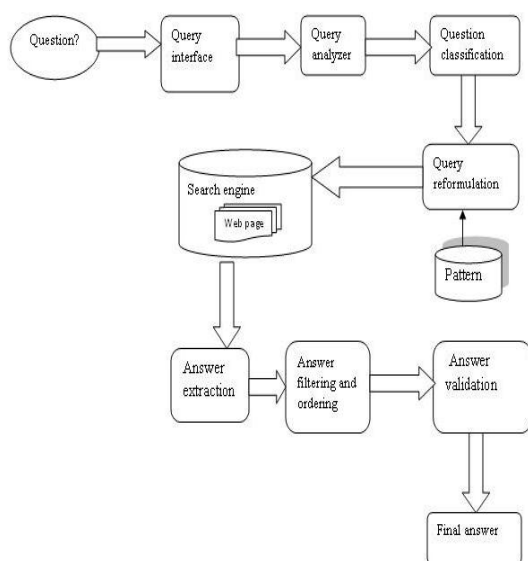 Question?
Query
interface
Query
analyzer
Question
classification
Query
reformulation
Search engine
Web page
Pattern
Answer
extraction
Answer
filtering and
ordering
Answer
validation
Final answer